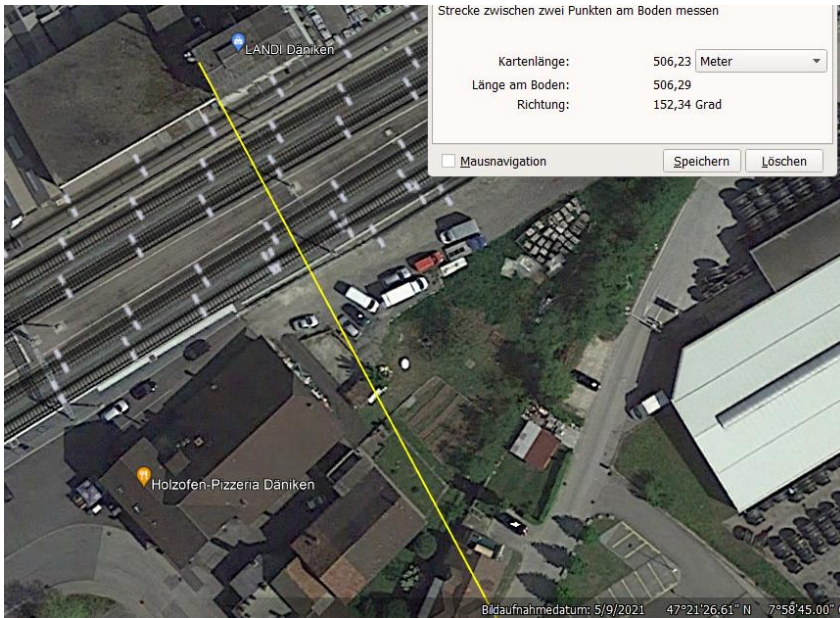 Strecke zwischen zwei Punkten am Boden messen
Kartenlänge: 506,23 Meter
Länge am Boden: 506,29
Richtung: 152,34 Grad
Mausnavigation Speichern Löschen
LANDI Däniken
Holzofen-Pizzeria Däniken
Bildaufnahmedatum: 5/9/2021 47°21'26.61" N 7°58'45.00"